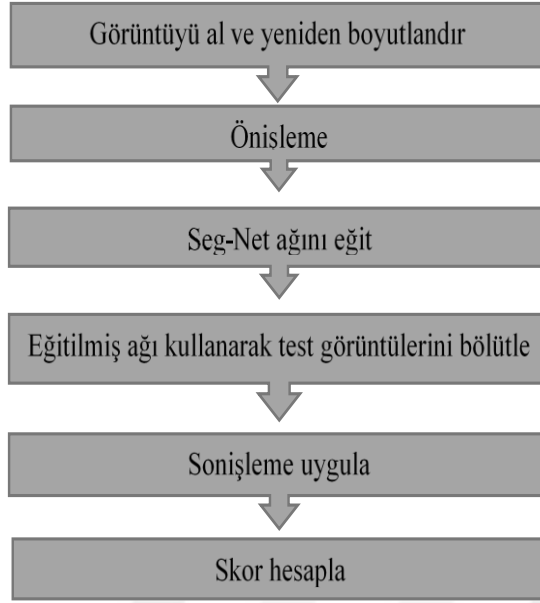 Görüntüyü al ve yeniden boyutlandır
Önişleme
Seg-Net ağını eğit
Eğitilmiş ağı kullanarak test görüntülerini bölütle
Sonişleme uygula
Skor hesapla